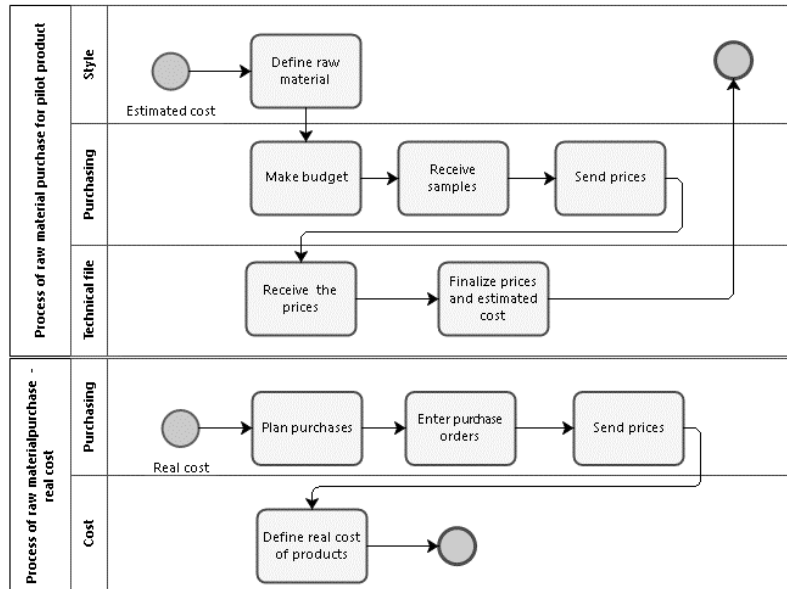 Process of raw material purchase for pilot product
Style
Estimated cost
Define raw
material
Purchasing
Make budget
Receive
samples
Send prices
Technical file
Receive the
prices
Finalize prices
and estimated
cost
Process of raw materialpurchase -
real cost
Purchasing
Real cost
Plan purchases
Enter purchase
orders
Send prices
Cost
Define real cost
of products